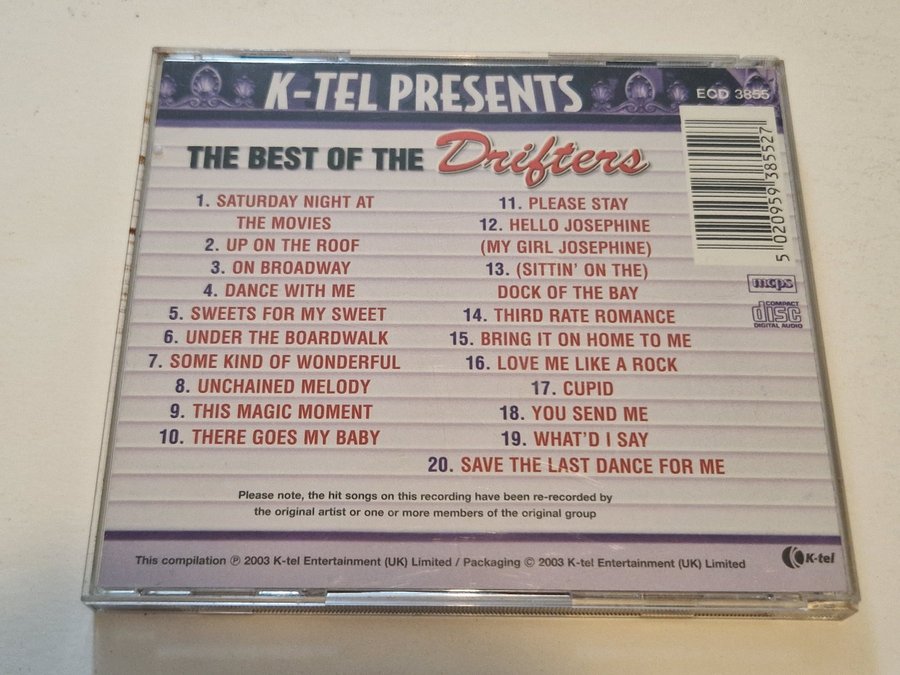 K-TEL PRESENTS
ECD 3855
THE BEST OF THE Drifters
1. SATURDAY NIGHT AT
THE MOVIES
2. UP ON THE ROOF
3. ON BROADWAY
4. DANCE WITH ME
5. SWEETS FOR MY SWEET
6. UNDER THE BOARDWALK
7. SOME KIND OF WONDERFUL
8. UNCHAINED MELODY
9. THIS MAGIC MOMENT
10. THERE GOES MY BABY
11. PLEASE STAY
12. HELLO JOSEPHINE
(MY GIRL JOSEPHINE)
13. (SITTIN' ON THE)
DOCK OF THE BAY
14. THIRD RATE ROMANCE
15. BRING IT ON HOME TO ME
16. LOVE ME LIKE A ROCK
17. CUPID
18. YOU SEND ME
19. WHAT'D I SAY
20. SAVE THE LAST DANCE FOR ME
5 020959 385527
mcps
COMPACT
disc
DIGITAL AUDIO
Please note, the hit songs on this recording have been re-recorded by
the original artist or one or more members of the original group
This compilation ℗ 2003 K-tel Entertainment (UK) Limited / Packaging © 2003 K-tel Entertainment (UK) Limited
K-tel